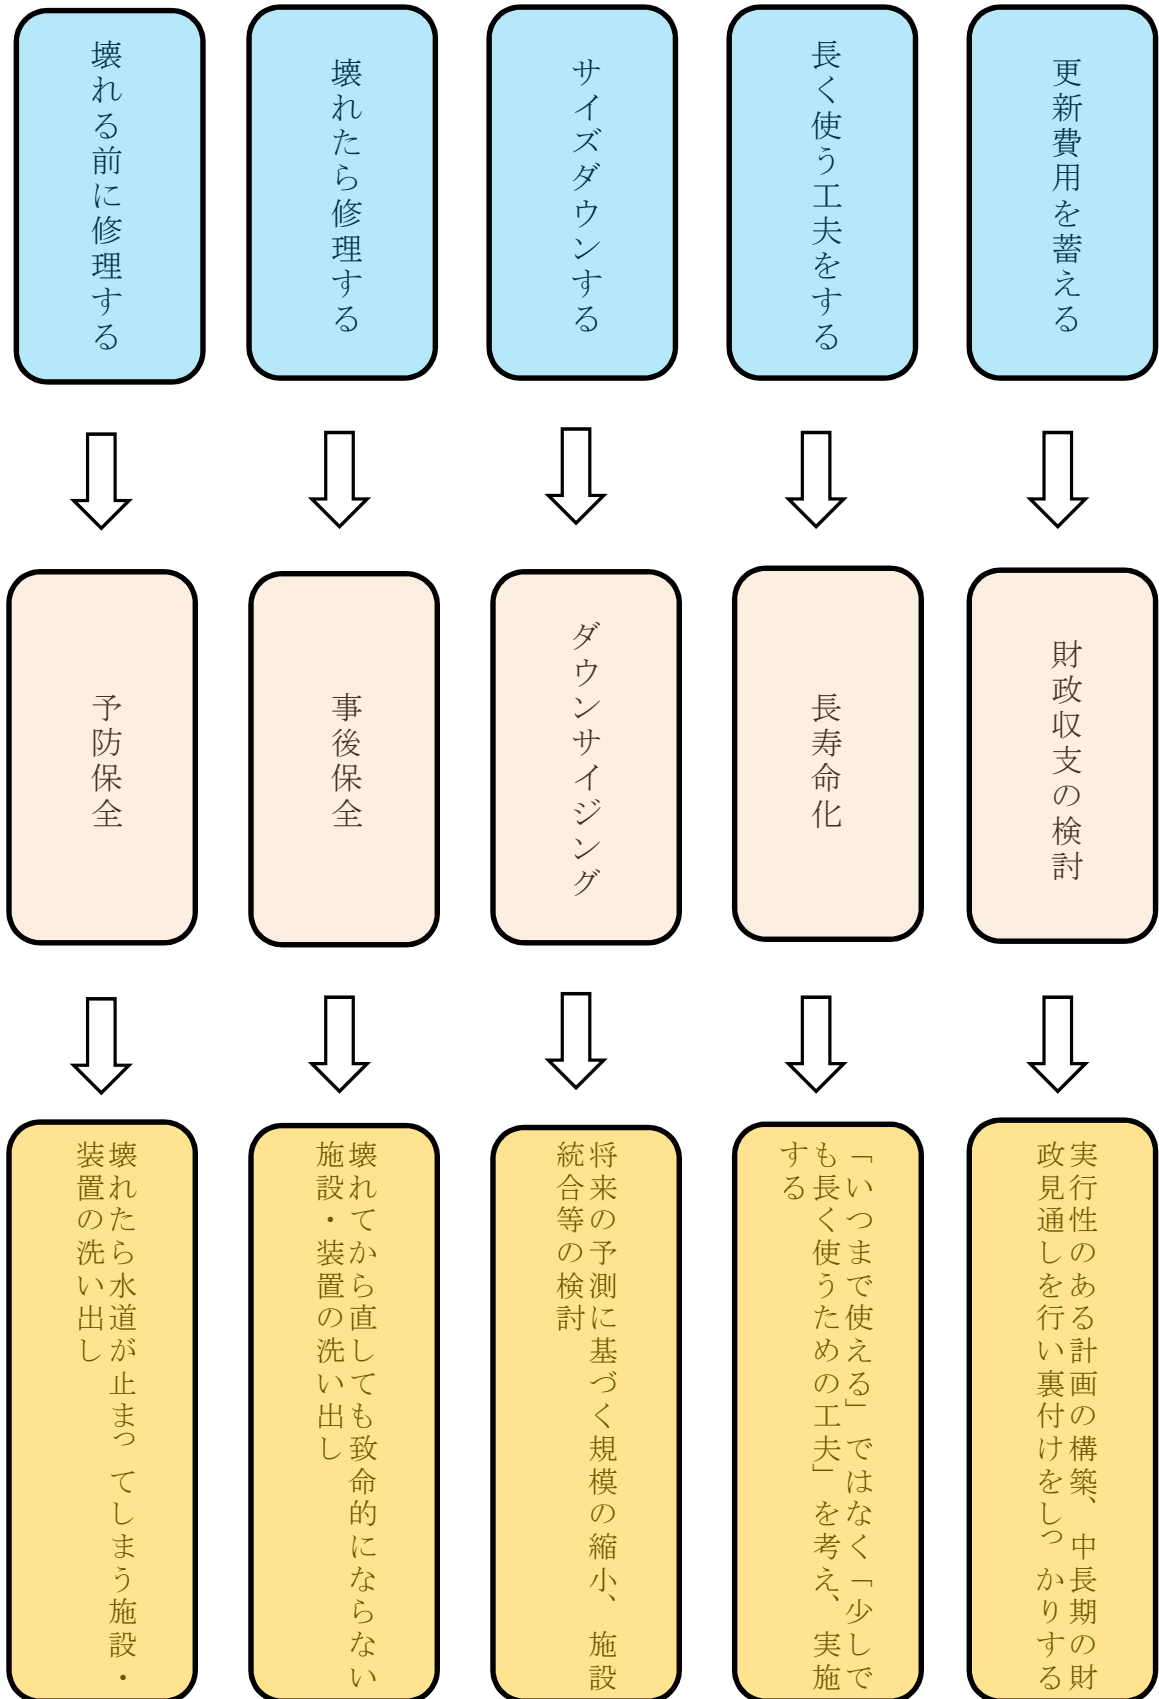 壊れる前に修理する
壊れたら修理する
サイズダウンする
長く使う工夫をする
更新費用を蓄える
予防保全
事後保全
ダウンサイジング
長寿命化
財政収支の検討
壊れたら水道が止まってしまう施設・
装置の洗い出し
壊れてから直しても致命的にならない
施設・装置の洗い出し
将来の予測に基づく規模の縮小、施設
統合等の検討
「いつまで使える」ではなく「少しで
も長く使うための工夫」を考え、実施
する
実行性のある計画の構築、中長期の財
政見通しを行い裏付けをしっかりする